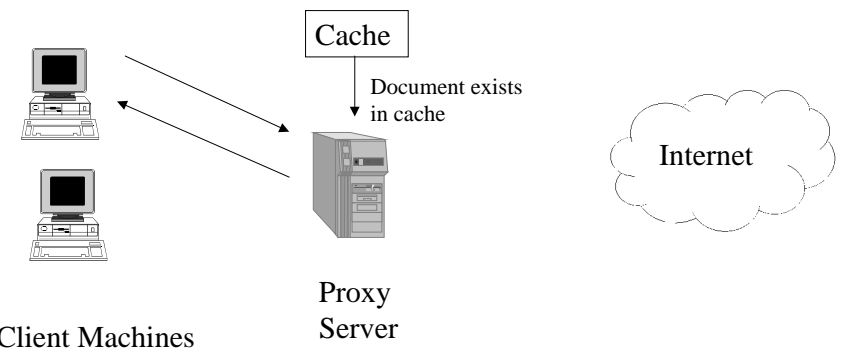 Cache
Document exists
in cache
Internet
Proxy
Server
Client Machines